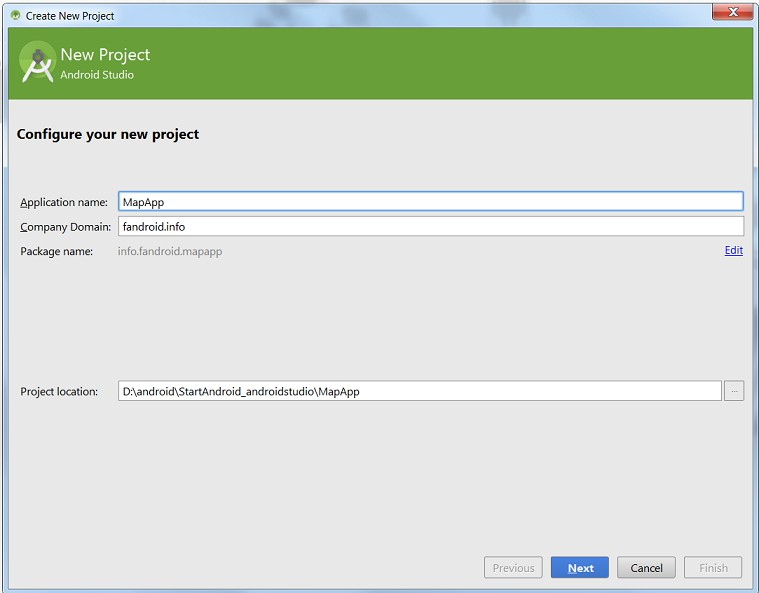 Create New Project
New Project
Android Studio
Configure your new project
Application name: MapApp
Company Domain: fandroid.info
Package name: info.fandroid.mapapp Edit
Project location: D:\android\StartAndroid_androidstudio\MapApp ...
Previous Next Cancel Finish